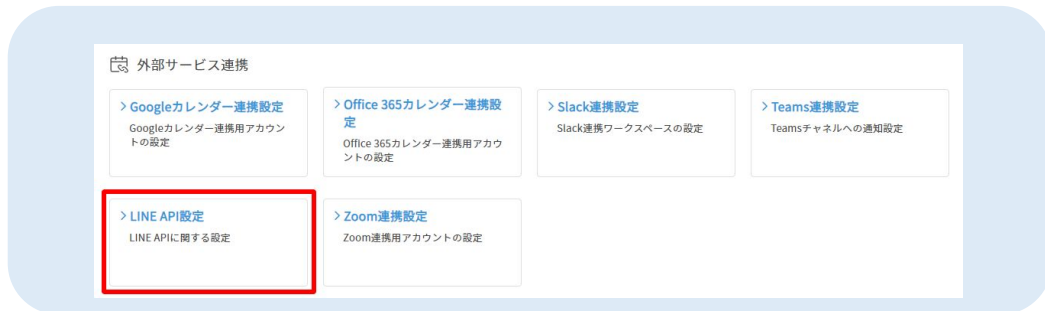 外部サービス連携
>Googleカレンダー連携設定
Googleカレンダー連携用アカウン
トの設定
>Office 365カレンダー連携設
定
Office 365カレンダー連携用アカウ
ントの設定
>Slack連携設定
Slack連携ワークスペースの設定
>Teams連携設定
Teamsチャネルへの通知設定
>LINE API設定
LINE APIに関する設定
>Zoom連携設定
Zoom連携用アカウントの設定